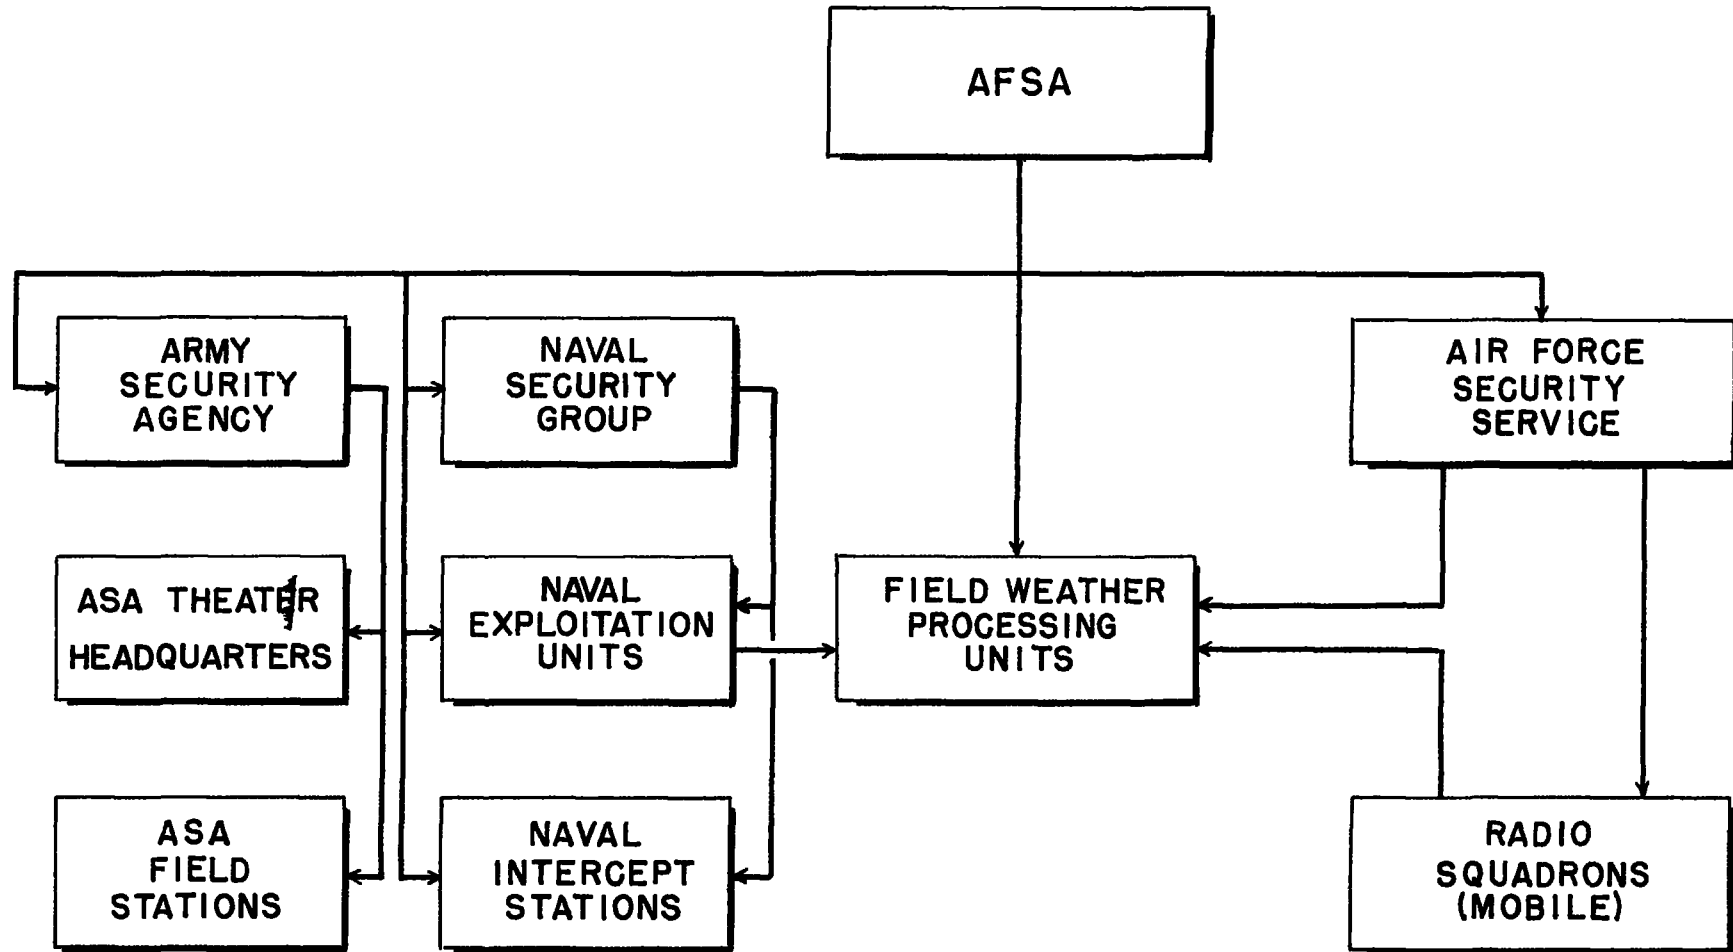 AFSA
ARMY
SECURITY
AGENCY
NAVAL
SECURITY
GROUP
AIR FORCE
SECURITY
SERVICE
ASA THEATER
HEADQUARTERS
NAVAL
EXPLOITATION
UNITS
FIELD WEATHER
PROCESSING
UNITS
ASA
FIELD
STATIONS
NAVAL
INTERCEPT
STATIONS
RADIO
SQUADRONS
(MOBILE)